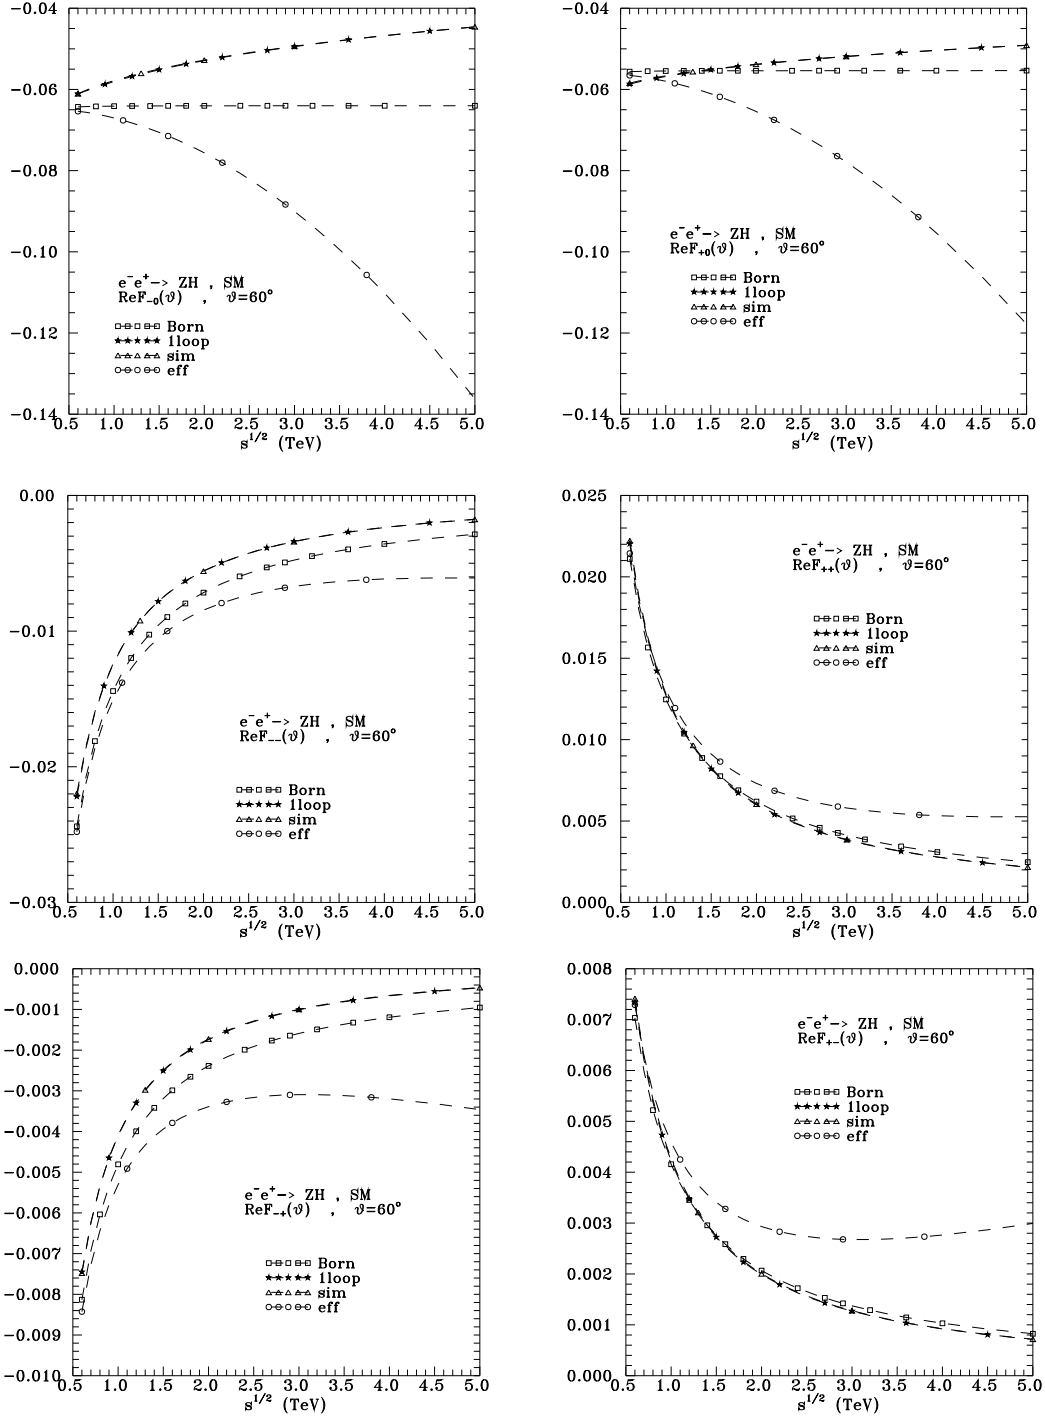 −0.04
−0.06
−0.08
−0.10
−0.12
−0.14
0.5 1.0 1.5 2.0 2.5 3.0 3.5 4.0 4.5 5.0
s^1/2 (TeV)
e⁻e⁺−> ZH , SM
ReF₋₀(ϑ) , ϑ=60°
Born
1loop
sim
eff
−0.04
−0.06
−0.08
−0.10
−0.12
−0.14
0.5 1.0 1.5 2.0 2.5 3.0 3.5 4.0 4.5 5.0
s^1/2 (TeV)
e⁻e⁺−> ZH , SM
ReF₊₀(ϑ) , ϑ=60°
Born
1loop
sim
eff
0.00
−0.01
−0.02
−0.03
0.5 1.0 1.5 2.0 2.5 3.0 3.5 4.0 4.5 5.0
s^1/2 (TeV)
e⁻e⁺−> ZH , SM
ReF₋₋(ϑ) , ϑ=60°
Born
1loop
sim
eff
0.025
0.020
0.015
0.010
0.005
0.000
0.5 1.0 1.5 2.0 2.5 3.0 3.5 4.0 4.5 5.0
s^1/2 (TeV)
e⁻e⁺−> ZH , SM
ReF₊₊(ϑ) , ϑ=60°
Born
1loop
sim
eff
0.000
−0.001
−0.002
−0.003
−0.004
−0.005
−0.006
−0.007
−0.008
−0.009
−0.010
0.5 1.0 1.5 2.0 2.5 3.0 3.5 4.0 4.5 5.0
s^1/2 (TeV)
e⁻e⁺−> ZH , SM
ReF₋₊(ϑ) , ϑ=60°
Born
1loop
sim
eff
0.008
0.007
0.006
0.005
0.004
0.003
0.002
0.001
0.000
0.5 1.0 1.5 2.0 2.5 3.0 3.5 4.0 4.5 5.0
s^1/2 (TeV)
e⁻e⁺−> ZH , SM
ReF₊₋(ϑ) , ϑ=60°
Born
1loop
sim
eff